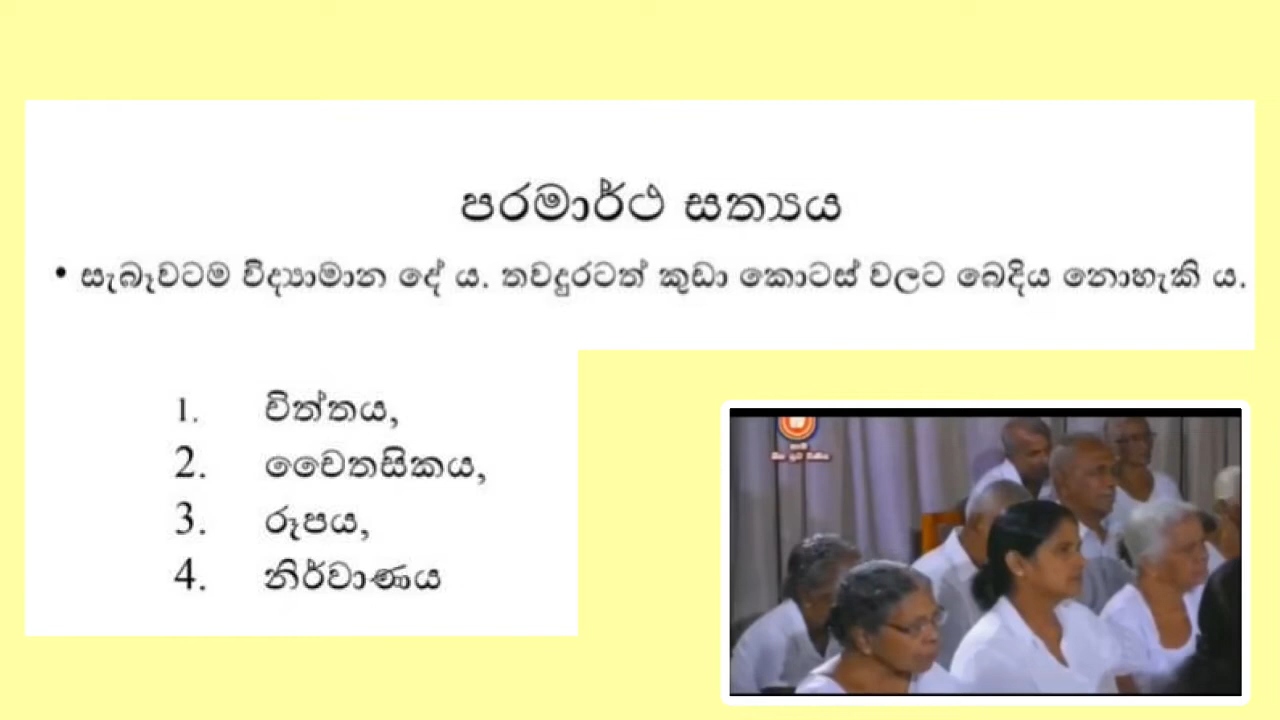 පරමාර්ථ සත්‍යය
• සැබෑවටම විද්‍යාමාන දේ ය. තවදුරටත් කුඩා කොටස් වලට බෙදිය නොහැකි ය.
1. චිත්තය,
2. චෛතසිකය,
3. රූපය,
4. නිර්වාණය